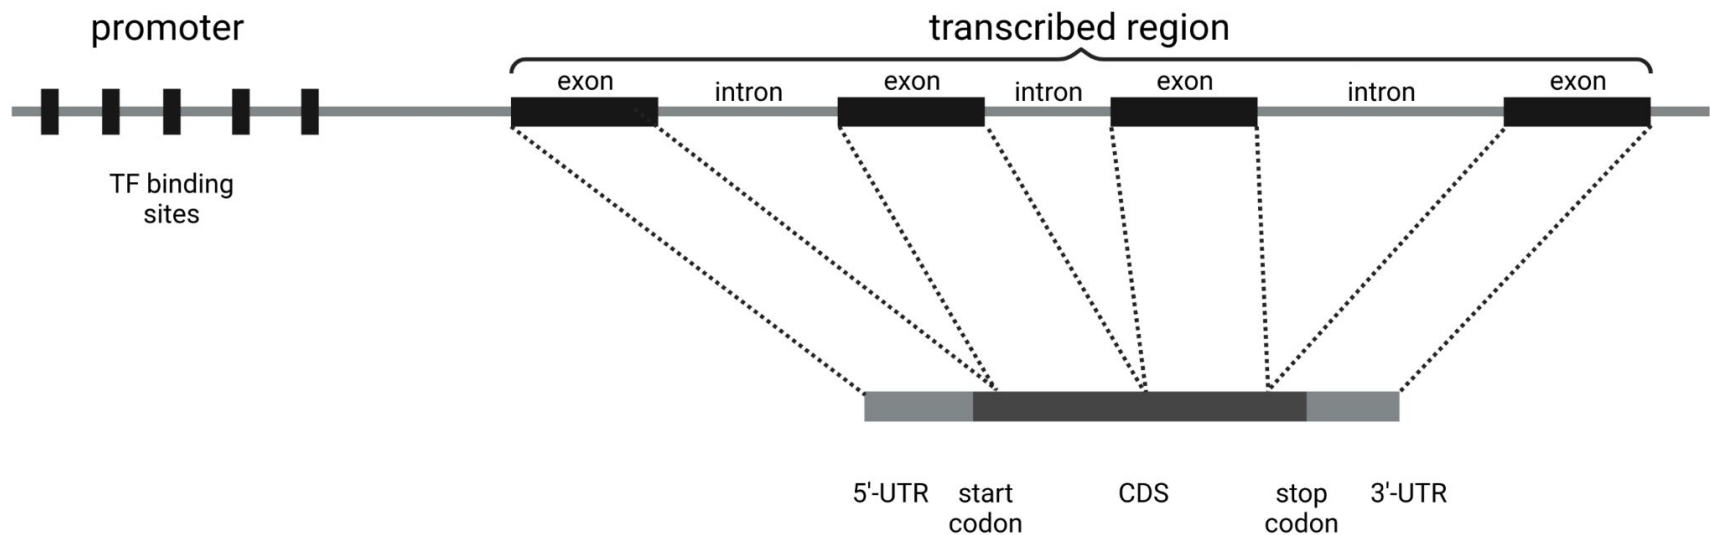 promoter
transcribed region
exon
intron
exon
intron
exon
intron
exon
TF binding
sites
5'-UTR
start
codon
CDS
stop
codon
3'-UTR